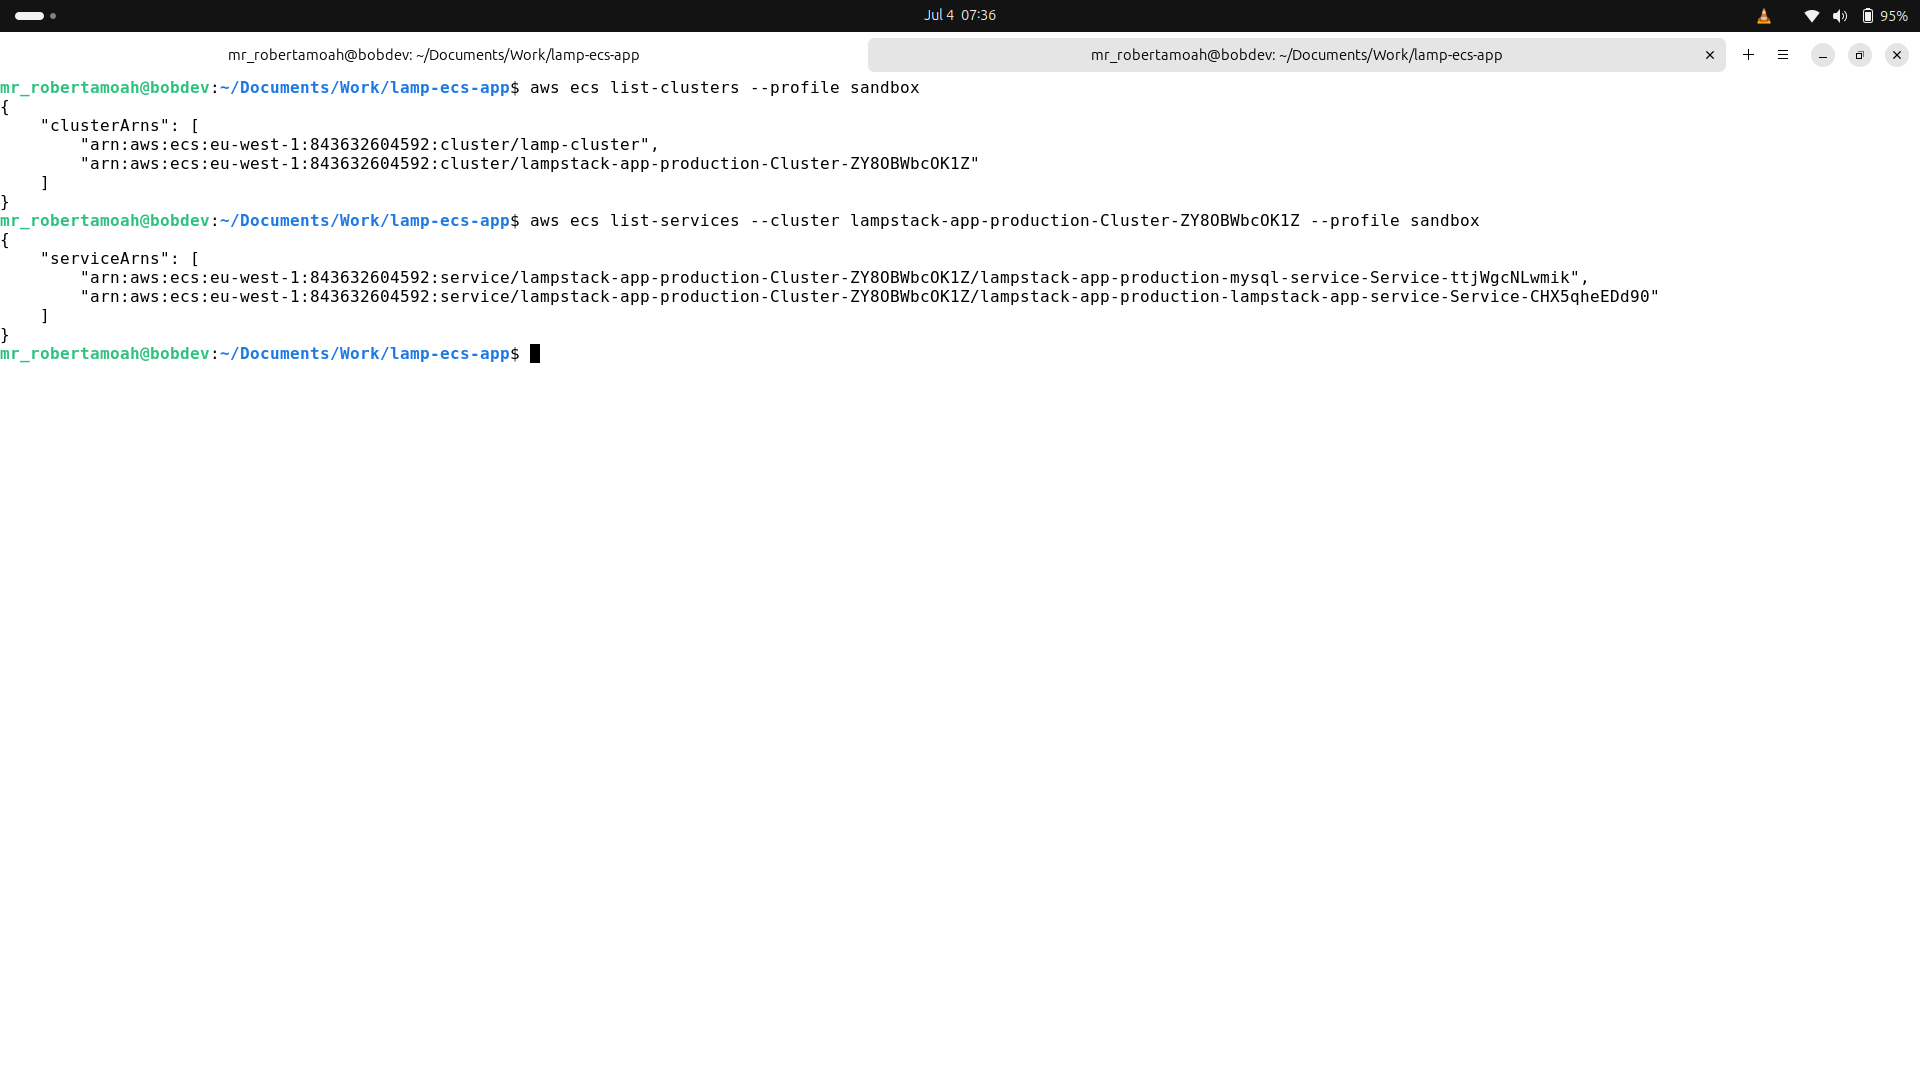 Jul 4 07:36
95%
mr_robertamoah@bobdev: ~/Documents/Work/lamp-ecs-app
mr_robertamoah@bobdev: ~/Documents/Work/lamp-ecs-app
mr_robertamoah@bobdev:~/Documents/Work/lamp-ecs-app$ aws ecs list-clusters --profile sandbox
{
    "clusterArns": [
        "arn:aws:ecs:eu-west-1:843632604592:cluster/lamp-cluster",
        "arn:aws:ecs:eu-west-1:843632604592:cluster/lampstack-app-production-Cluster-ZY8OBWbcOK1Z"
    ]
}
mr_robertamoah@bobdev:~/Documents/Work/lamp-ecs-app$ aws ecs list-services --cluster lampstack-app-production-Cluster-ZY8OBWbcOK1Z --profile sandbox
{
    "serviceArns": [
        "arn:aws:ecs:eu-west-1:843632604592:service/lampstack-app-production-Cluster-ZY8OBWbcOK1Z/lampstack-app-production-mysql-service-Service-ttjWgcNLwmik",
        "arn:aws:ecs:eu-west-1:843632604592:service/lampstack-app-production-Cluster-ZY8OBWbcOK1Z/lampstack-app-production-lampstack-app-service-Service-CHX5qheEDd90"
    ]
}
mr_robertamoah@bobdev:~/Documents/Work/lamp-ecs-app$